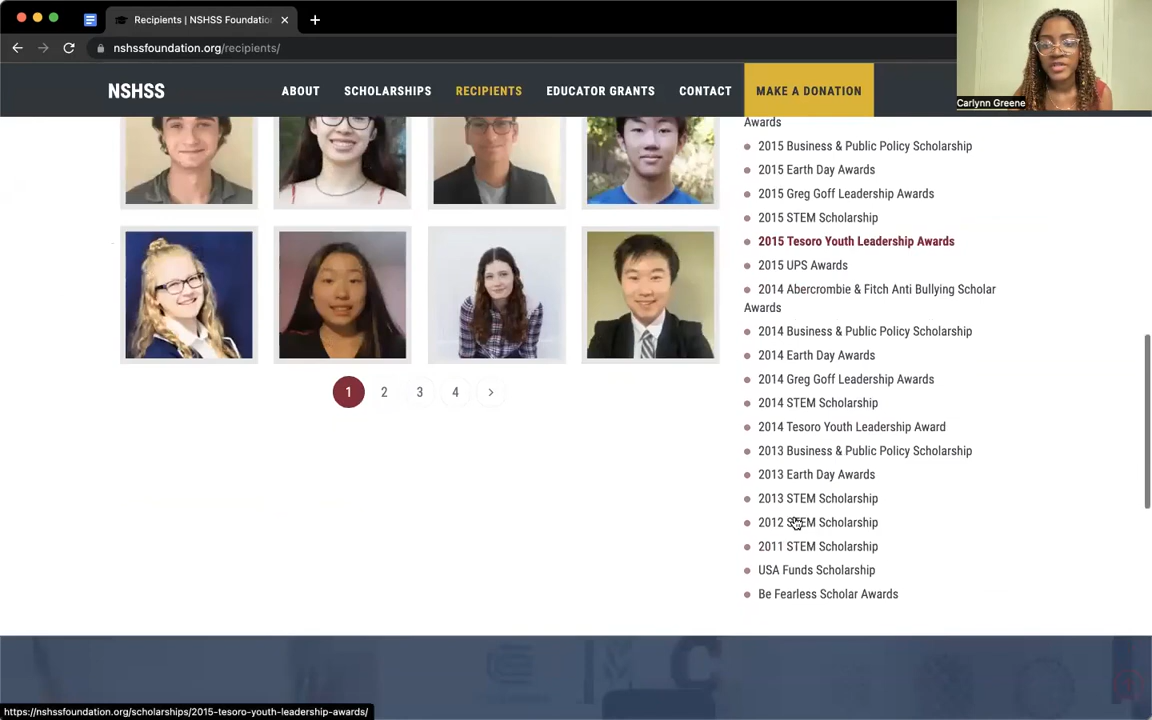 Recipients | NSHSS Foundatio
nshssfoundation.org/recipients/
NSHSS
ABOUT
SCHOLARSHIPS
RECIPIENTS
EDUCATOR GRANTS
CONTACT
MAKE A DONATION
Carlynn Greene
Awards
2015 Business & Public Policy Scholarship
2015 Earth Day Awards
2015 Greg Goff Leadership Awards
2015 STEM Scholarship
2015 Tesoro Youth Leadership Awards
2015 UPS Awards
2014 Abercrombie & Fitch Anti Bullying Scholar
Awards
2014 Business & Public Policy Scholarship
2014 Earth Day Awards
2014 Greg Goff Leadership Awards
2014 STEM Scholarship
2014 Tesoro Youth Leadership Award
2013 Business & Public Policy Scholarship
2013 Earth Day Awards
2013 STEM Scholarship
2012 STEM Scholarship
2011 STEM Scholarship
USA Funds Scholarship
Be Fearless Scholar Awards
1 2 3 4 >
https://nshssfoundation.org/scholarships/2015-tesoro-youth-leadership-awards/